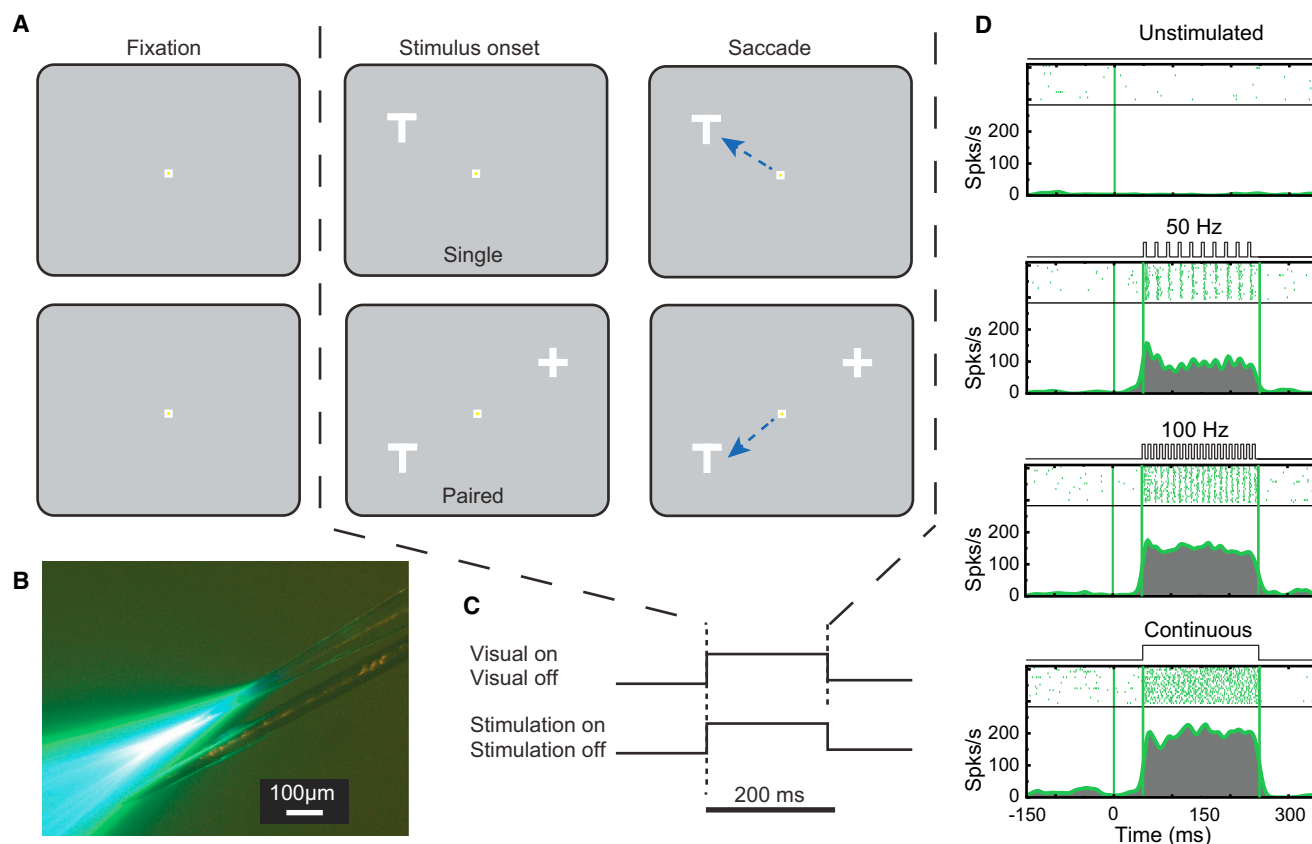 A
Fixation
Stimulus onset
Saccade
T
T
Single
T
+
T
+
Paired
B
100µm
C
Visual on
Visual off
Stimulation on
Stimulation off
200 ms
D
Unstimulated
Spks/s
200
100
0
50 Hz
Spks/s
200
100
0
100 Hz
Spks/s
200
100
0
Continuous
Spks/s
200
100
0
-150
0
150
300
Time (ms)